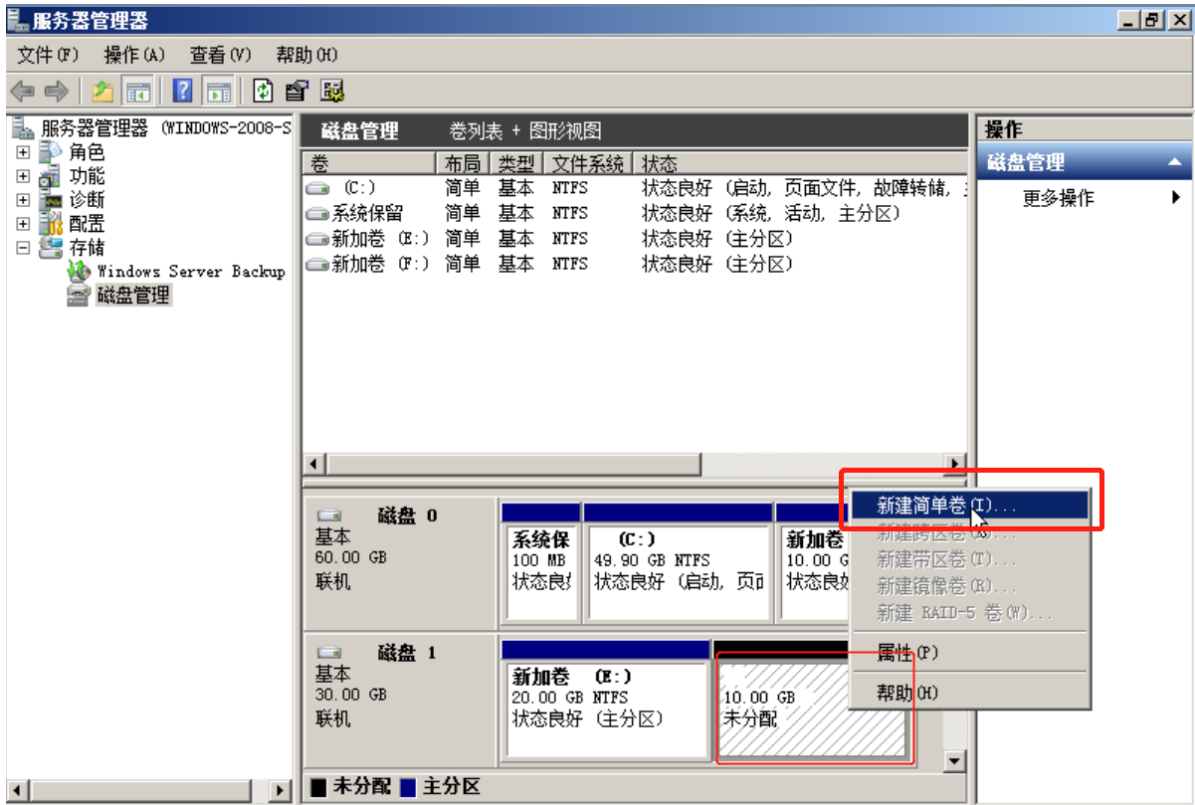 服务器管理器
文件(F) 操作(A) 查看(V) 帮助(H)
服务器管理器 (WINDOWS-2008-S
角色
功能
诊断
配置
存储
Windows Server Backup
磁盘管理
磁盘管理 卷列表 + 图形视图
卷 布局 类型 文件系统 状态
(C:) 简单 基本 NTFS 状态良好 (启动, 页面文件, 故障转储,
系统保留 简单 基本 NTFS 状态良好 (系统, 活动, 主分区)
新加卷 (E:) 简单 基本 NTFS 状态良好 (主分区)
新加卷 (F:) 简单 基本 NTFS 状态良好 (主分区)
操作
磁盘管理
更多操作
磁盘 0
基本
60.00 GB
联机
系统保
100 MB
状态良
(C:)
49.90 GB NTFS
状态良好 (启动, 页
新加卷
10.00 G
状态良
磁盘 1
基本
30.00 GB
联机
新加卷 (E:)
20.00 GB NTFS
状态良好 (主分区)
10.00 GB
未分配
新建简单卷(I)...
新建跨区卷
新建带区卷(T)...
新建镜像卷(R)...
新建 RAID-5 卷(W)...
属性(P)
帮助(H)
未分配 主分区